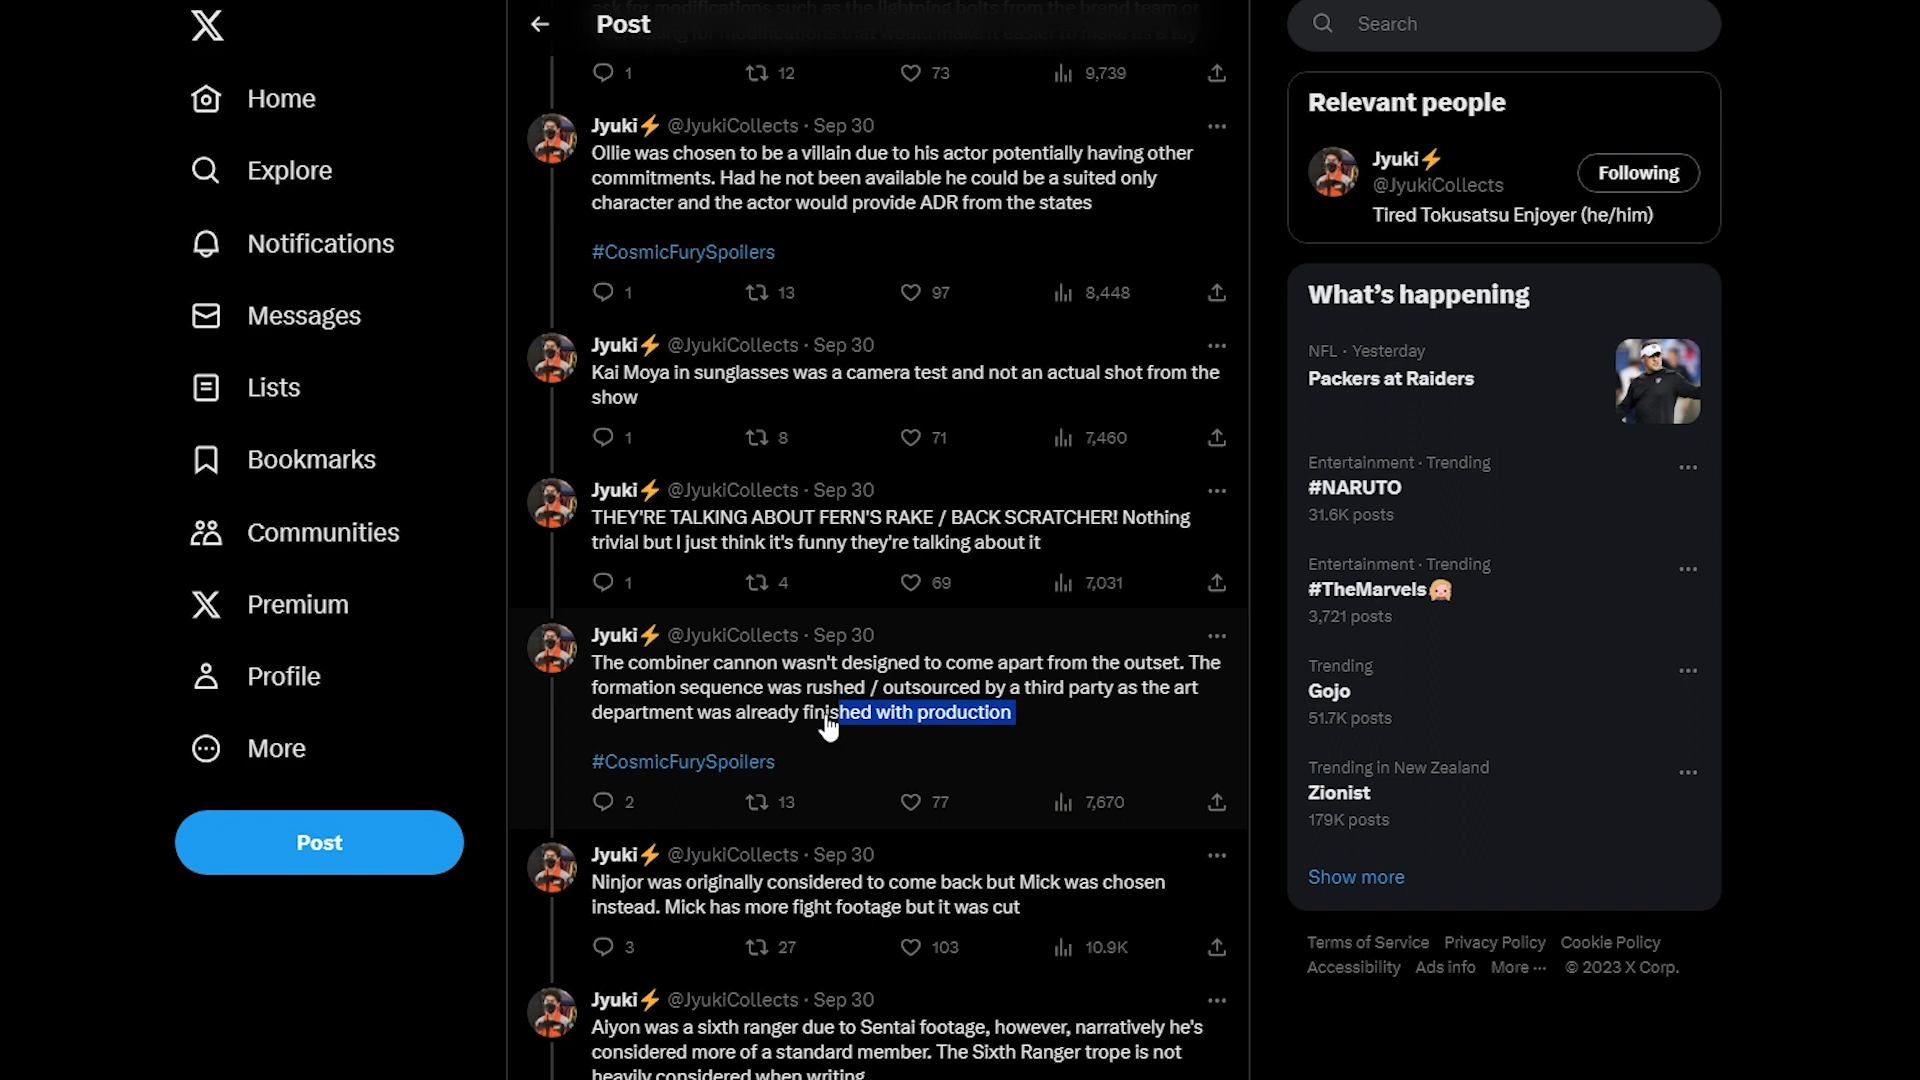 Home
Explore
Notifications
Messages
Lists
Bookmarks
Communities
Premium
Profile
More
Post
Post
ask for modifications such as the lightning bolts from the brand team or
1 12 73 9,739
Jyuki⚡ @JyukiCollects · Sep 30
Ollie was chosen to be a villain due to his actor potentially having other
commitments. Had he not been available he could be a suited only
character and the actor would provide ADR from the states
#CosmicFurySpoilers
1 13 97 8,448
Jyuki⚡ @JyukiCollects · Sep 30
Kai Moya in sunglasses was a camera test and not an actual shot from the
show
1 8 71 7,460
Jyuki⚡ @JyukiCollects · Sep 30
THEY'RE TALKING ABOUT FERN'S RAKE / BACK SCRATCHER! Nothing
trivial but I just think it's funny they're talking about it
1 4 69 7,031
Jyuki⚡ @JyukiCollects · Sep 30
The combiner cannon wasn't designed to come apart from the outset. The
formation sequence was rushed / outsourced by a third party as the art
department was already finished with production
#CosmicFurySpoilers
2 13 77 7,670
Jyuki⚡ @JyukiCollects · Sep 30
Ninjor was originally considered to come back but Mick was chosen
instead. Mick has more fight footage but it was cut
3 27 103 10.9K
Jyuki⚡ @JyukiCollects · Sep 30
Aiyon was a sixth ranger due to Sentai footage, however, narratively he's
considered more of a standard member. The Sixth Ranger trope is not
heavily considered when writing
Search
Relevant people
Jyuki⚡
@JyukiCollects
Following
Tired Tokusatsu Enjoyer (he/him)
What's happening
NFL · Yesterday
Packers at Raiders
Entertainment · Trending
#NARUTO
31.6K posts
Entertainment · Trending
#TheMarvels
3,721 posts
Trending
Gojo
51.7K posts
Trending in New Zealand
Zionist
179K posts
Show more
Terms of Service Privacy Policy Cookie Policy
Accessibility Ads info More ··· © 2023 X Corp.